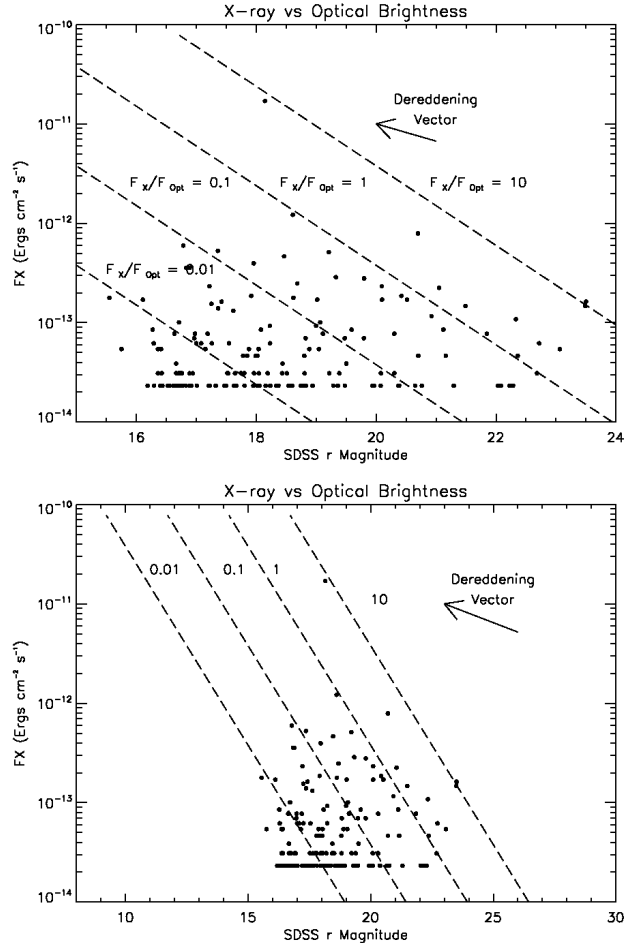 X-ray vs Optical Brightness
10⁻¹⁰
10⁻¹¹
10⁻¹²
10⁻¹³
10⁻¹⁴
FX (Ergs cm⁻² s⁻¹)
Dereddening
Vector
F_X/F_Opt = 0.1
F_X/F_Opt = 1
F_X/F_Opt = 10
F_X/F_Opt = 0.01
16 18 20 22 24
SDSS r Magnitude
X-ray vs Optical Brightness
10⁻¹⁰
10⁻¹¹
10⁻¹²
10⁻¹³
10⁻¹⁴
FX (Ergs cm⁻² s⁻¹)
0.01
0.1
1
10
Dereddening
Vector
10 15 20 25 30
SDSS r Magnitude